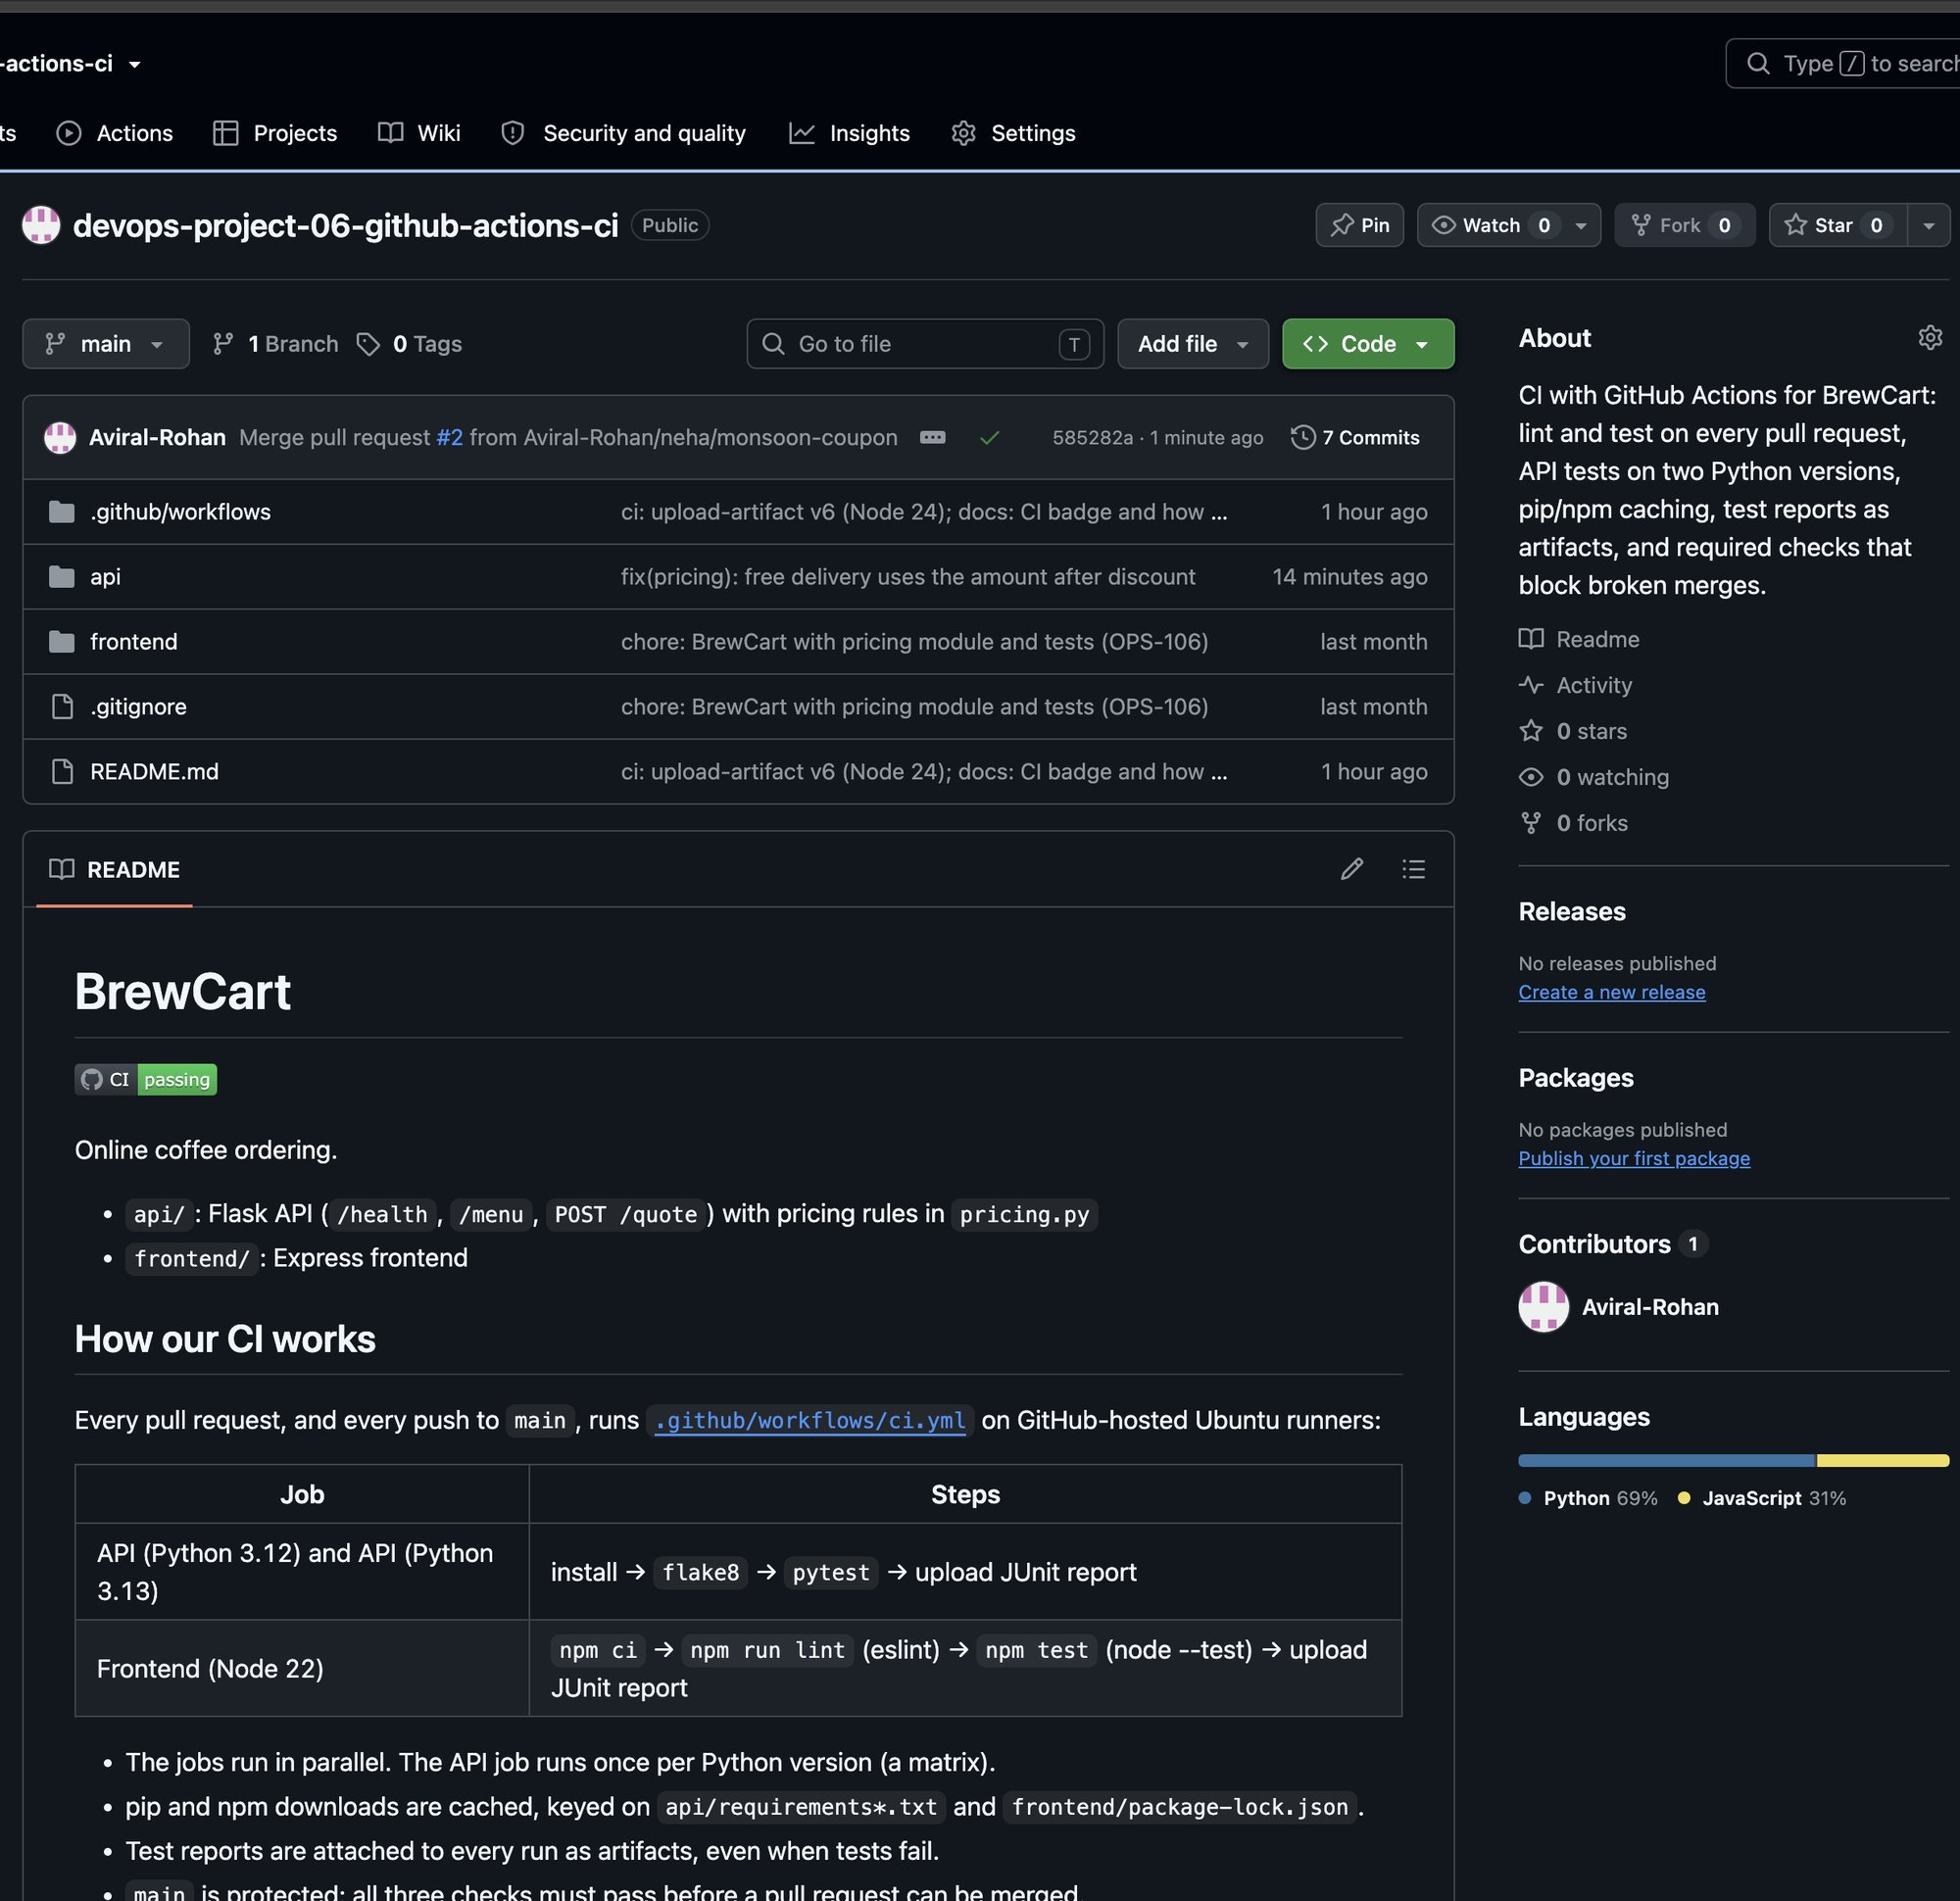 -actions-ci
Type / to search
ts Actions Projects Wiki Security and quality Insights Settings
devops-project-06-github-actions-ci Public
Pin Watch 0 Fork 0 Star 0
main 1 Branch 0 Tags Go to file T Add file Code
Aviral-Rohan Merge pull request #2 from Aviral-Rohan/neha/monsoon-coupon 585282a · 1 minute ago 7 Commits
.github/workflows ci: upload-artifact v6 (Node 24); docs: CI badge and how ... 1 hour ago
api fix(pricing): free delivery uses the amount after discount 14 minutes ago
frontend chore: BrewCart with pricing module and tests (OPS-106) last month
.gitignore chore: BrewCart with pricing module and tests (OPS-106) last month
README.md ci: upload-artifact v6 (Node 24); docs: CI badge and how ... 1 hour ago
README
BrewCart
CI passing
Online coffee ordering.
• api/ : Flask API ( /health , /menu , POST /quote ) with pricing rules in pricing.py
• frontend/ : Express frontend
How our CI works
Every pull request, and every push to main , runs .github/workflows/ci.yml on GitHub-hosted Ubuntu runners:
Job Steps
API (Python 3.12) and API (Python
3.13)
install → flake8 → pytest → upload JUnit report
Frontend (Node 22)
npm ci → npm run lint (eslint) → npm test (node --test) → upload
JUnit report
• The jobs run in parallel. The API job runs once per Python version (a matrix).
• pip and npm downloads are cached, keyed on api/requirements*.txt and frontend/package-lock.json .
• Test reports are attached to every run as artifacts, even when tests fail.
• main is protected: all three checks must pass before a pull request can be merged.
About
CI with GitHub Actions for BrewCart:
lint and test on every pull request,
API tests on two Python versions,
pip/npm caching, test reports as
artifacts, and required checks that
block broken merges.
Readme
Activity
0 stars
0 watching
0 forks
Releases
No releases published
Create a new release
Packages
No packages published
Publish your first package
Contributors 1
Aviral-Rohan
Languages
Python 69% JavaScript 31%